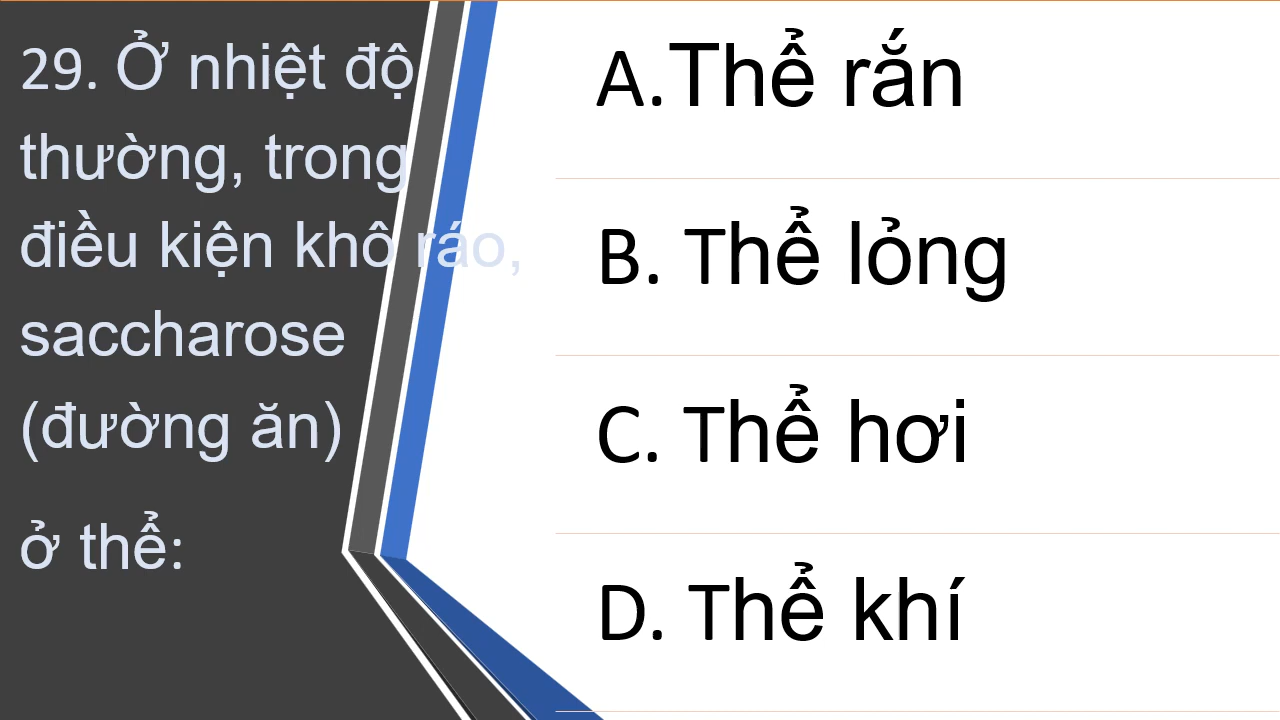 29. Ở nhiệt độ
thường, trong
điều kiện khô ráo,
saccharose
(đường ăn)
ở thể:
A.Thể rắn
B. Thể lỏng
C. Thể hơi
D. Thể khí